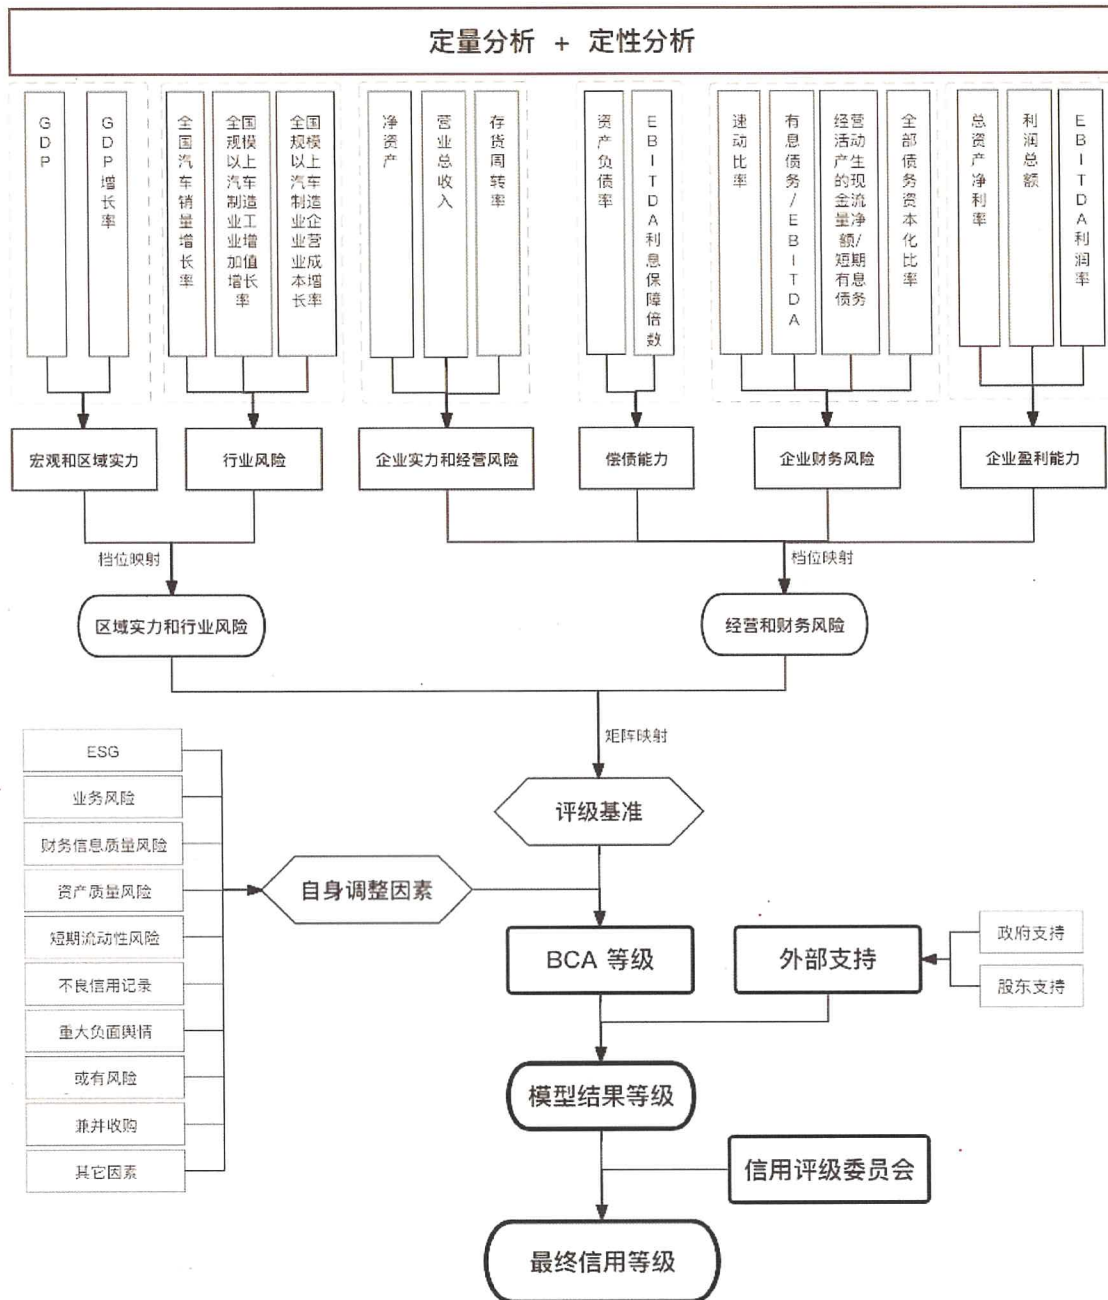 定量分析 + 定性分析
GDP
GDP增长率
全国汽车销量增长率
全国规模以上汽车制造业工业增加值增长率
全国规模以上汽车制造业企业营业成本增长率
净资产
营业总收入
存货周转率
资产负债率
EBITDA利息保障倍数
速动比率
有息债务/EBITDA
经营活动产生的现金流量净额/短期有息债务
全部债务资本化比率
总资产净利率
利润总额
EBITDA利润率
宏观和区域实力
行业风险
企业实力和经营风险
偿债能力
企业财务风险
企业盈利能力
档位映射
档位映射
区域实力和行业风险
经营和财务风险
矩阵映射
评级基准
ESG
业务风险
财务信息质量风险
资产质量风险
短期流动性风险
不良信用记录
重大负面舆情
或有风险
兼并收购
其它因素
自身调整因素
BCA 等级
外部支持
政府支持
股东支持
模型结果等级
信用评级委员会
最终信用等级